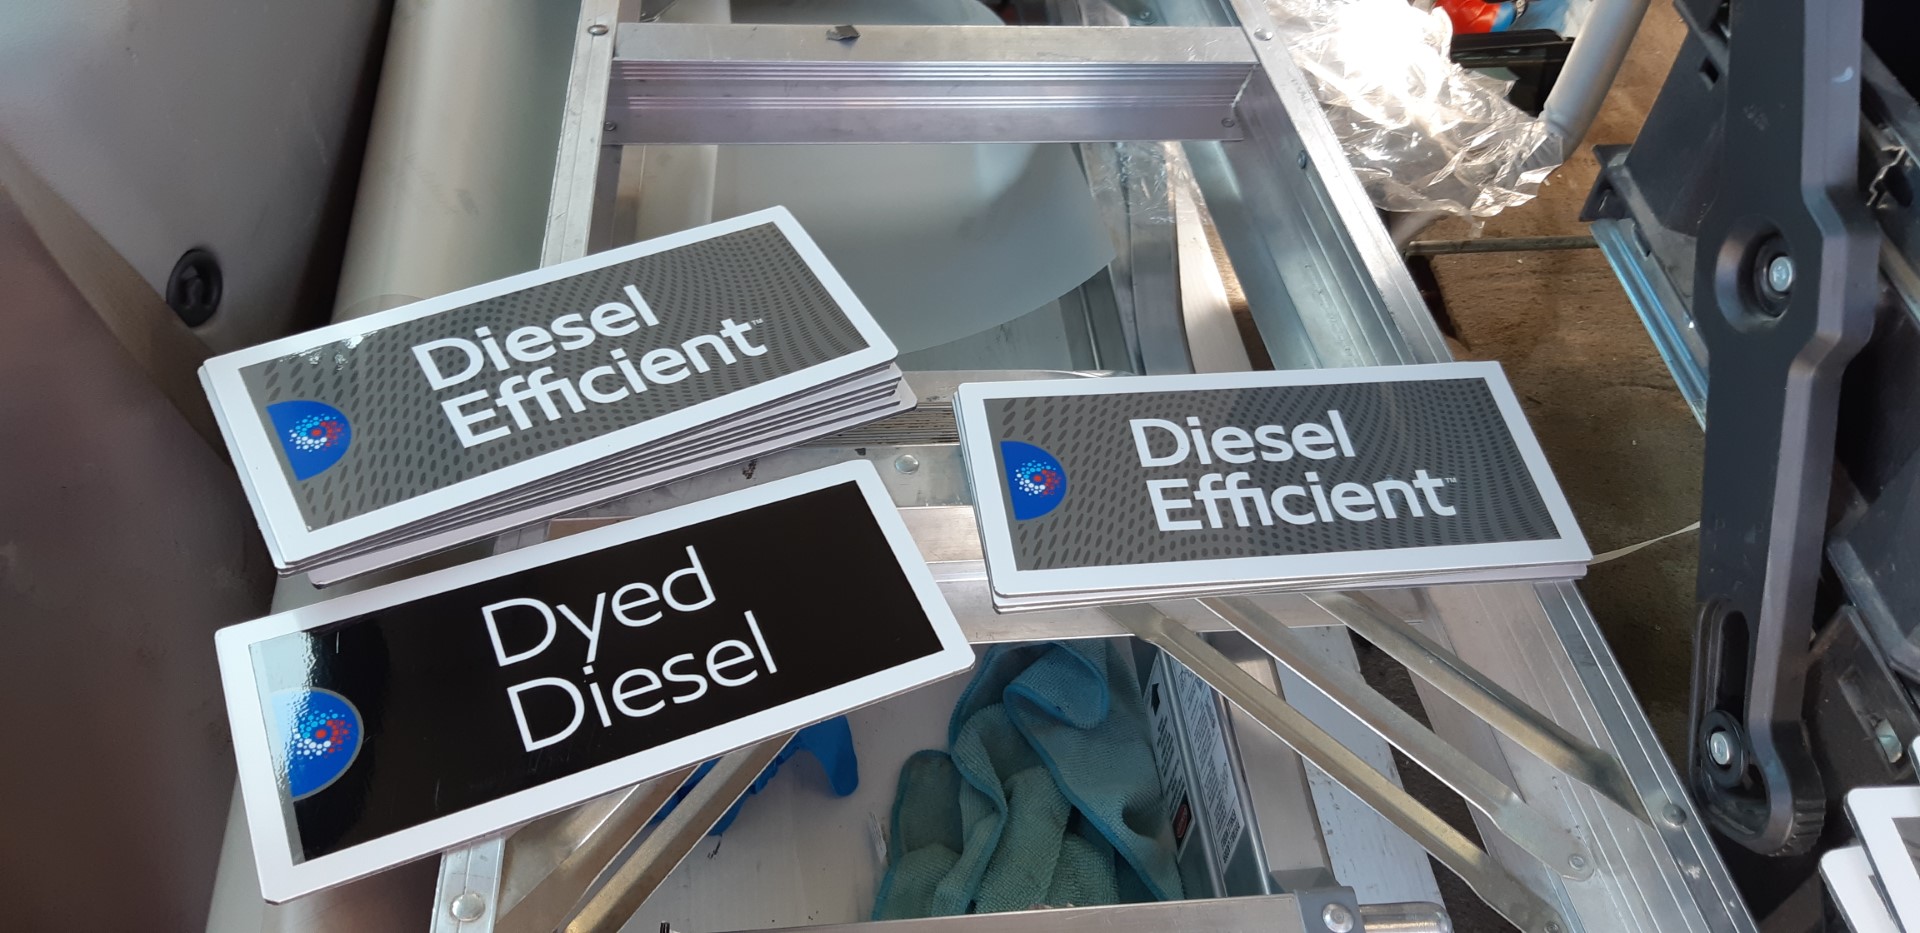 Diesel
Efficient™
Diesel
Efficient™
Dyed
Diesel